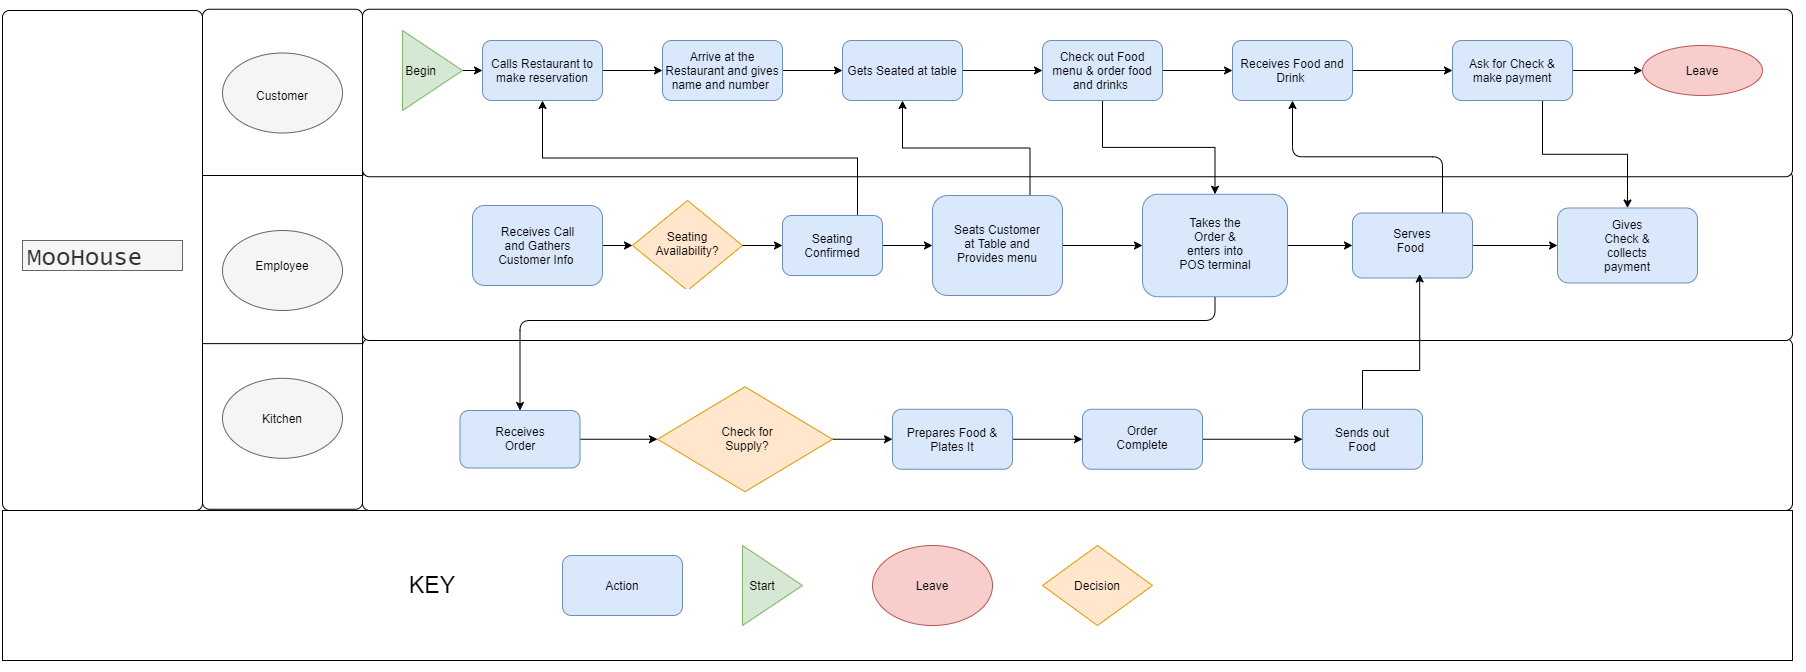 MooHouse
Customer
Begin
Calls Restaurant to
make reservation
Arrive at the
Restaurant and gives
name and number
Gets Seated at table
Check out Food
menu & order food
and drinks
Receives Food and
Drink
Ask for Check &
make payment
Leave
Employee
Receives Call
and Gathers
Customer Info
Seating
Availability?
Seating
Confirmed
Seats Customer
at Table and
Provides menu
Takes the
Order &
enters into
POS terminal
Serves
Food
Gives
Check &
collects
payment
Kitchen
Receives
Order
Check for
Supply?
Prepares Food &
Plates It
Order
Complete
Sends out
Food
KEY
Action
Start
Leave
Decision